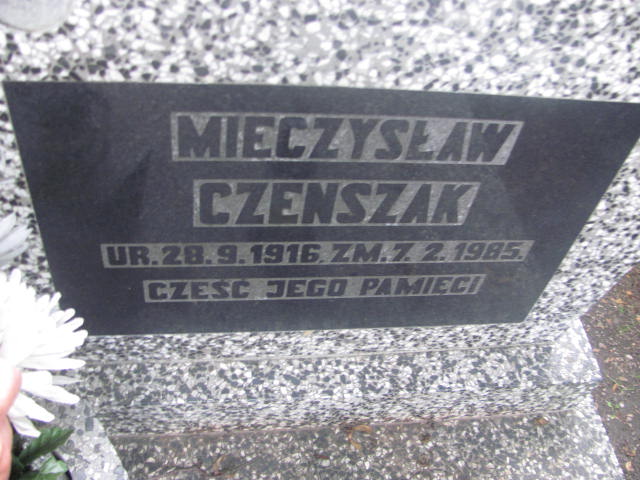 MIECZYSŁAW
CZENSZAK
UR. 28. 9. 1916. ZM. 7. 2. 1985.
CZEŚĆ JEGO PAMIĘCI